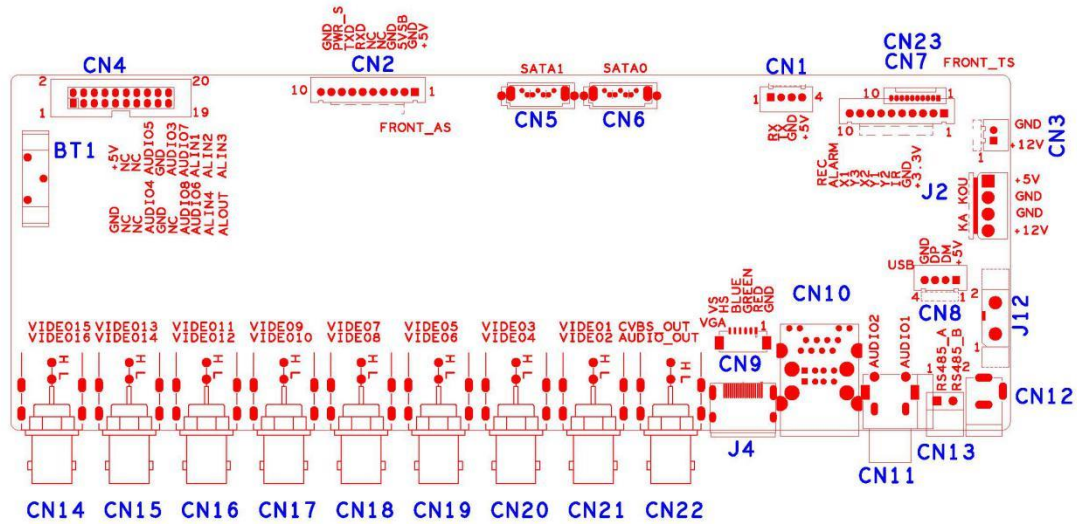 GND
PWR_S
TXD
RXD
NC
NC
GND
5VSB
GND
+5V
CN23
CN4
CN2
SATA1
SATA0
CN1
CN7
FRONT_TS
2
20
10
1
1
4
10
1
1
19
FRONT_AS
CN5
CN6
RX
TX
GND
+5V
10
1
GND
+12V
1
CN3
BT1
+5V
NC
NC
AUDIO5
GND
AUDIO3
AUDIO7
ALIN1
ALIN2
ALIN3
GND
NC
NC
AUDIO4
GND
NC
AUDIO8
AUDIO6
ALIN4
ALOUT
REC
ALARM
X1
Y3
X2
Y1
Y2
IR
GND
+3.3V
J2
KA KOU
+5V
GND
GND
+12V
GND
DP
DM
+5V
USB
4
1
CN8
2
1
J12
VIDEO15
VIDEO16
VIDEO13
VIDEO14
VIDEO11
VIDEO12
VIDEO9
VIDEO10
VIDEO7
VIDEO8
VIDEO5
VIDEO6
VIDEO3
VIDEO4
VIDEO1
VIDEO2
CVBS_OUT
AUDIO_OUT
H L
H L
H L
H L
H L
H L
H L
H L
H L
VS
HS
BLUE
GREEN
RED
GND
VGA
1
CN9
CN10
AUDIO2
AUDIO1
RS485_A
RS485_B
1
2
CN12
J4
CN11
CN13
CN14
CN15
CN16
CN17
CN18
CN19
CN20
CN21
CN22